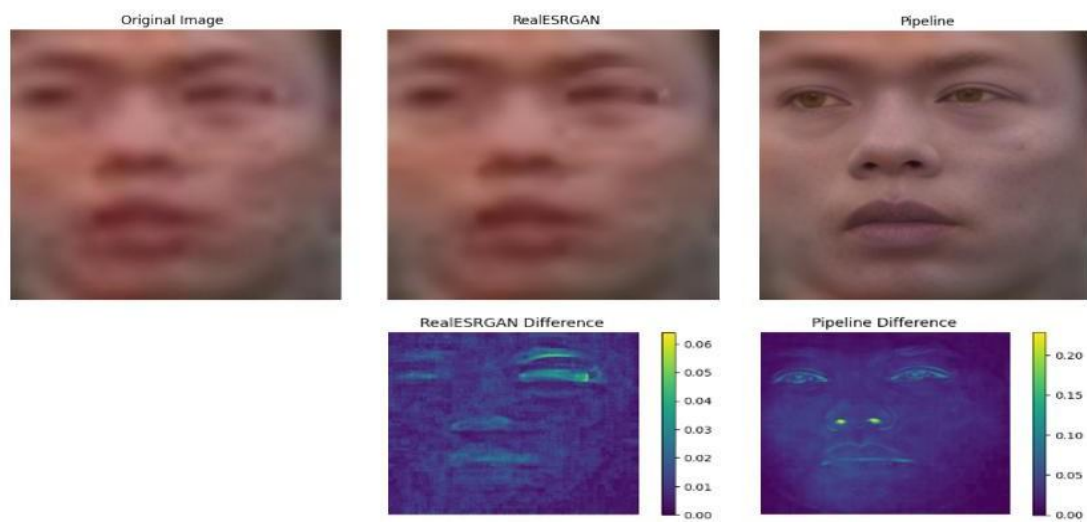 Original Image
RealESRGAN
Pipeline
RealESRGAN Difference
Pipeline Difference
0.06
0.05
0.04
0.03
0.02
0.01
0.00
0.20
0.15
0.10
0.05
0.00